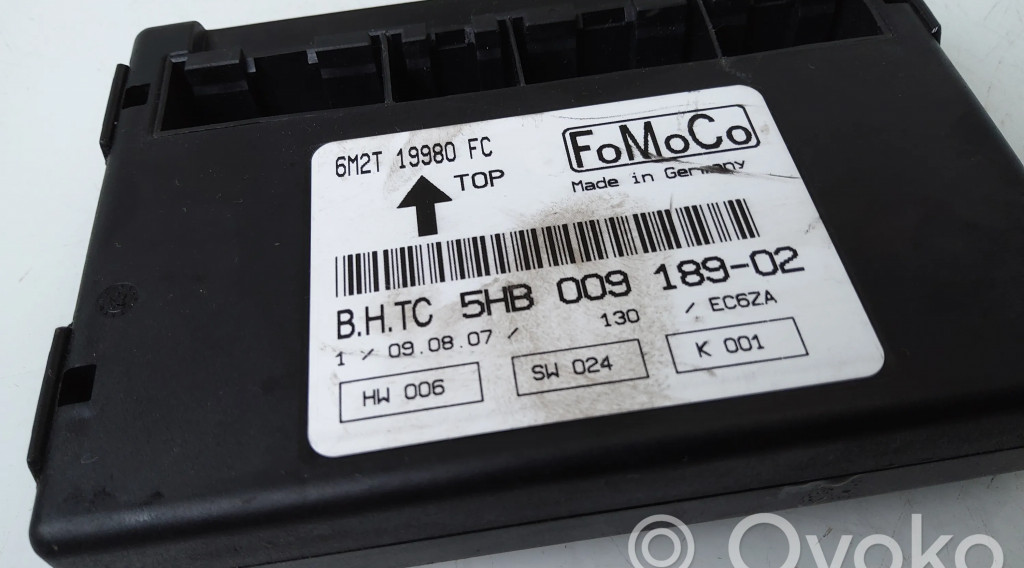 6M2T 19980 FC
FoMoCo
TOP
Made in Germany
B.H.TC 5HB 009 189-02
1 / 09.08.07 / 130 / EC6ZA
HW 006
SW 024
K 001
© Ovoko